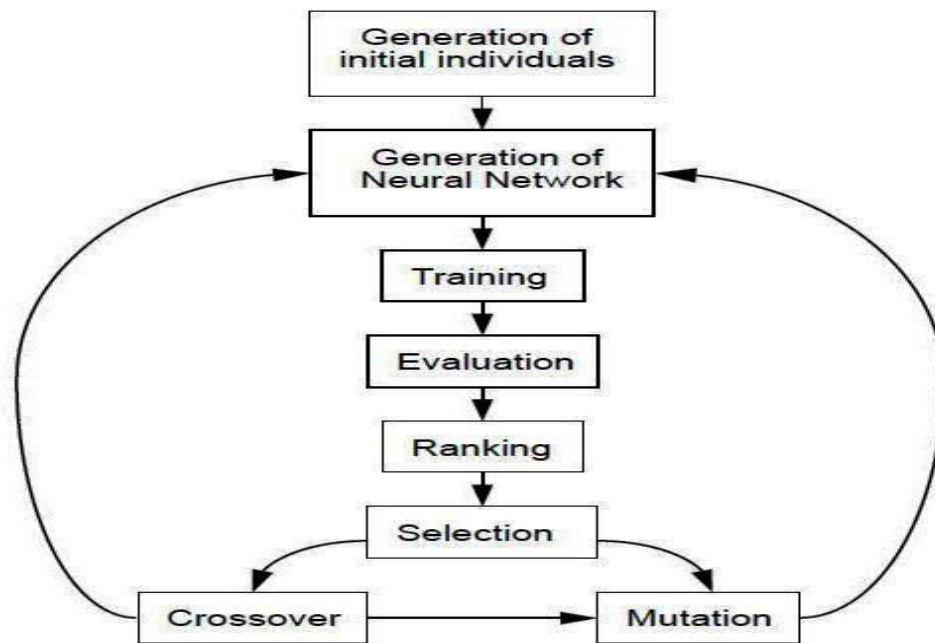 Generation of
initial individuals
Generation of
Neural Network
Training
Evaluation
Ranking
Selection
Crossover
Mutation